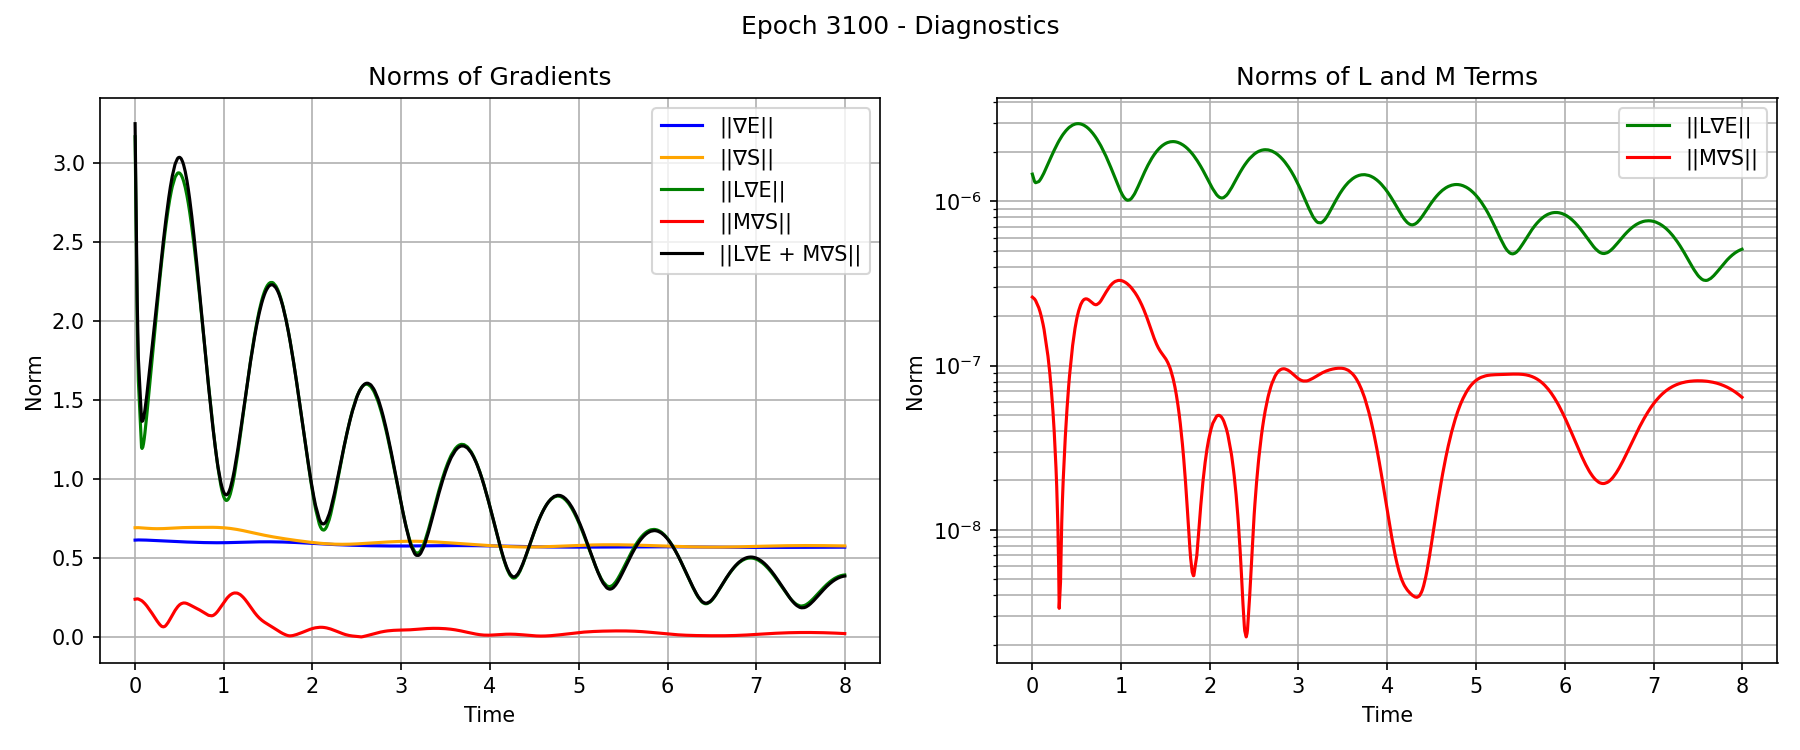 Epoch 3100 - Diagnostics
Norms of Gradients
Norm
3.0
2.5
2.0
1.5
1.0
0.5
0.0
||∇E||
||∇S||
||L∇E||
||M∇S||
||L∇E + M∇S||
0 1 2 3 4 5 6 7 8
Time
Norms of L and M Terms
Norm
10⁻⁶
10⁻⁷
10⁻⁸
||L∇E||
||M∇S||
0 1 2 3 4 5 6 7 8
Time